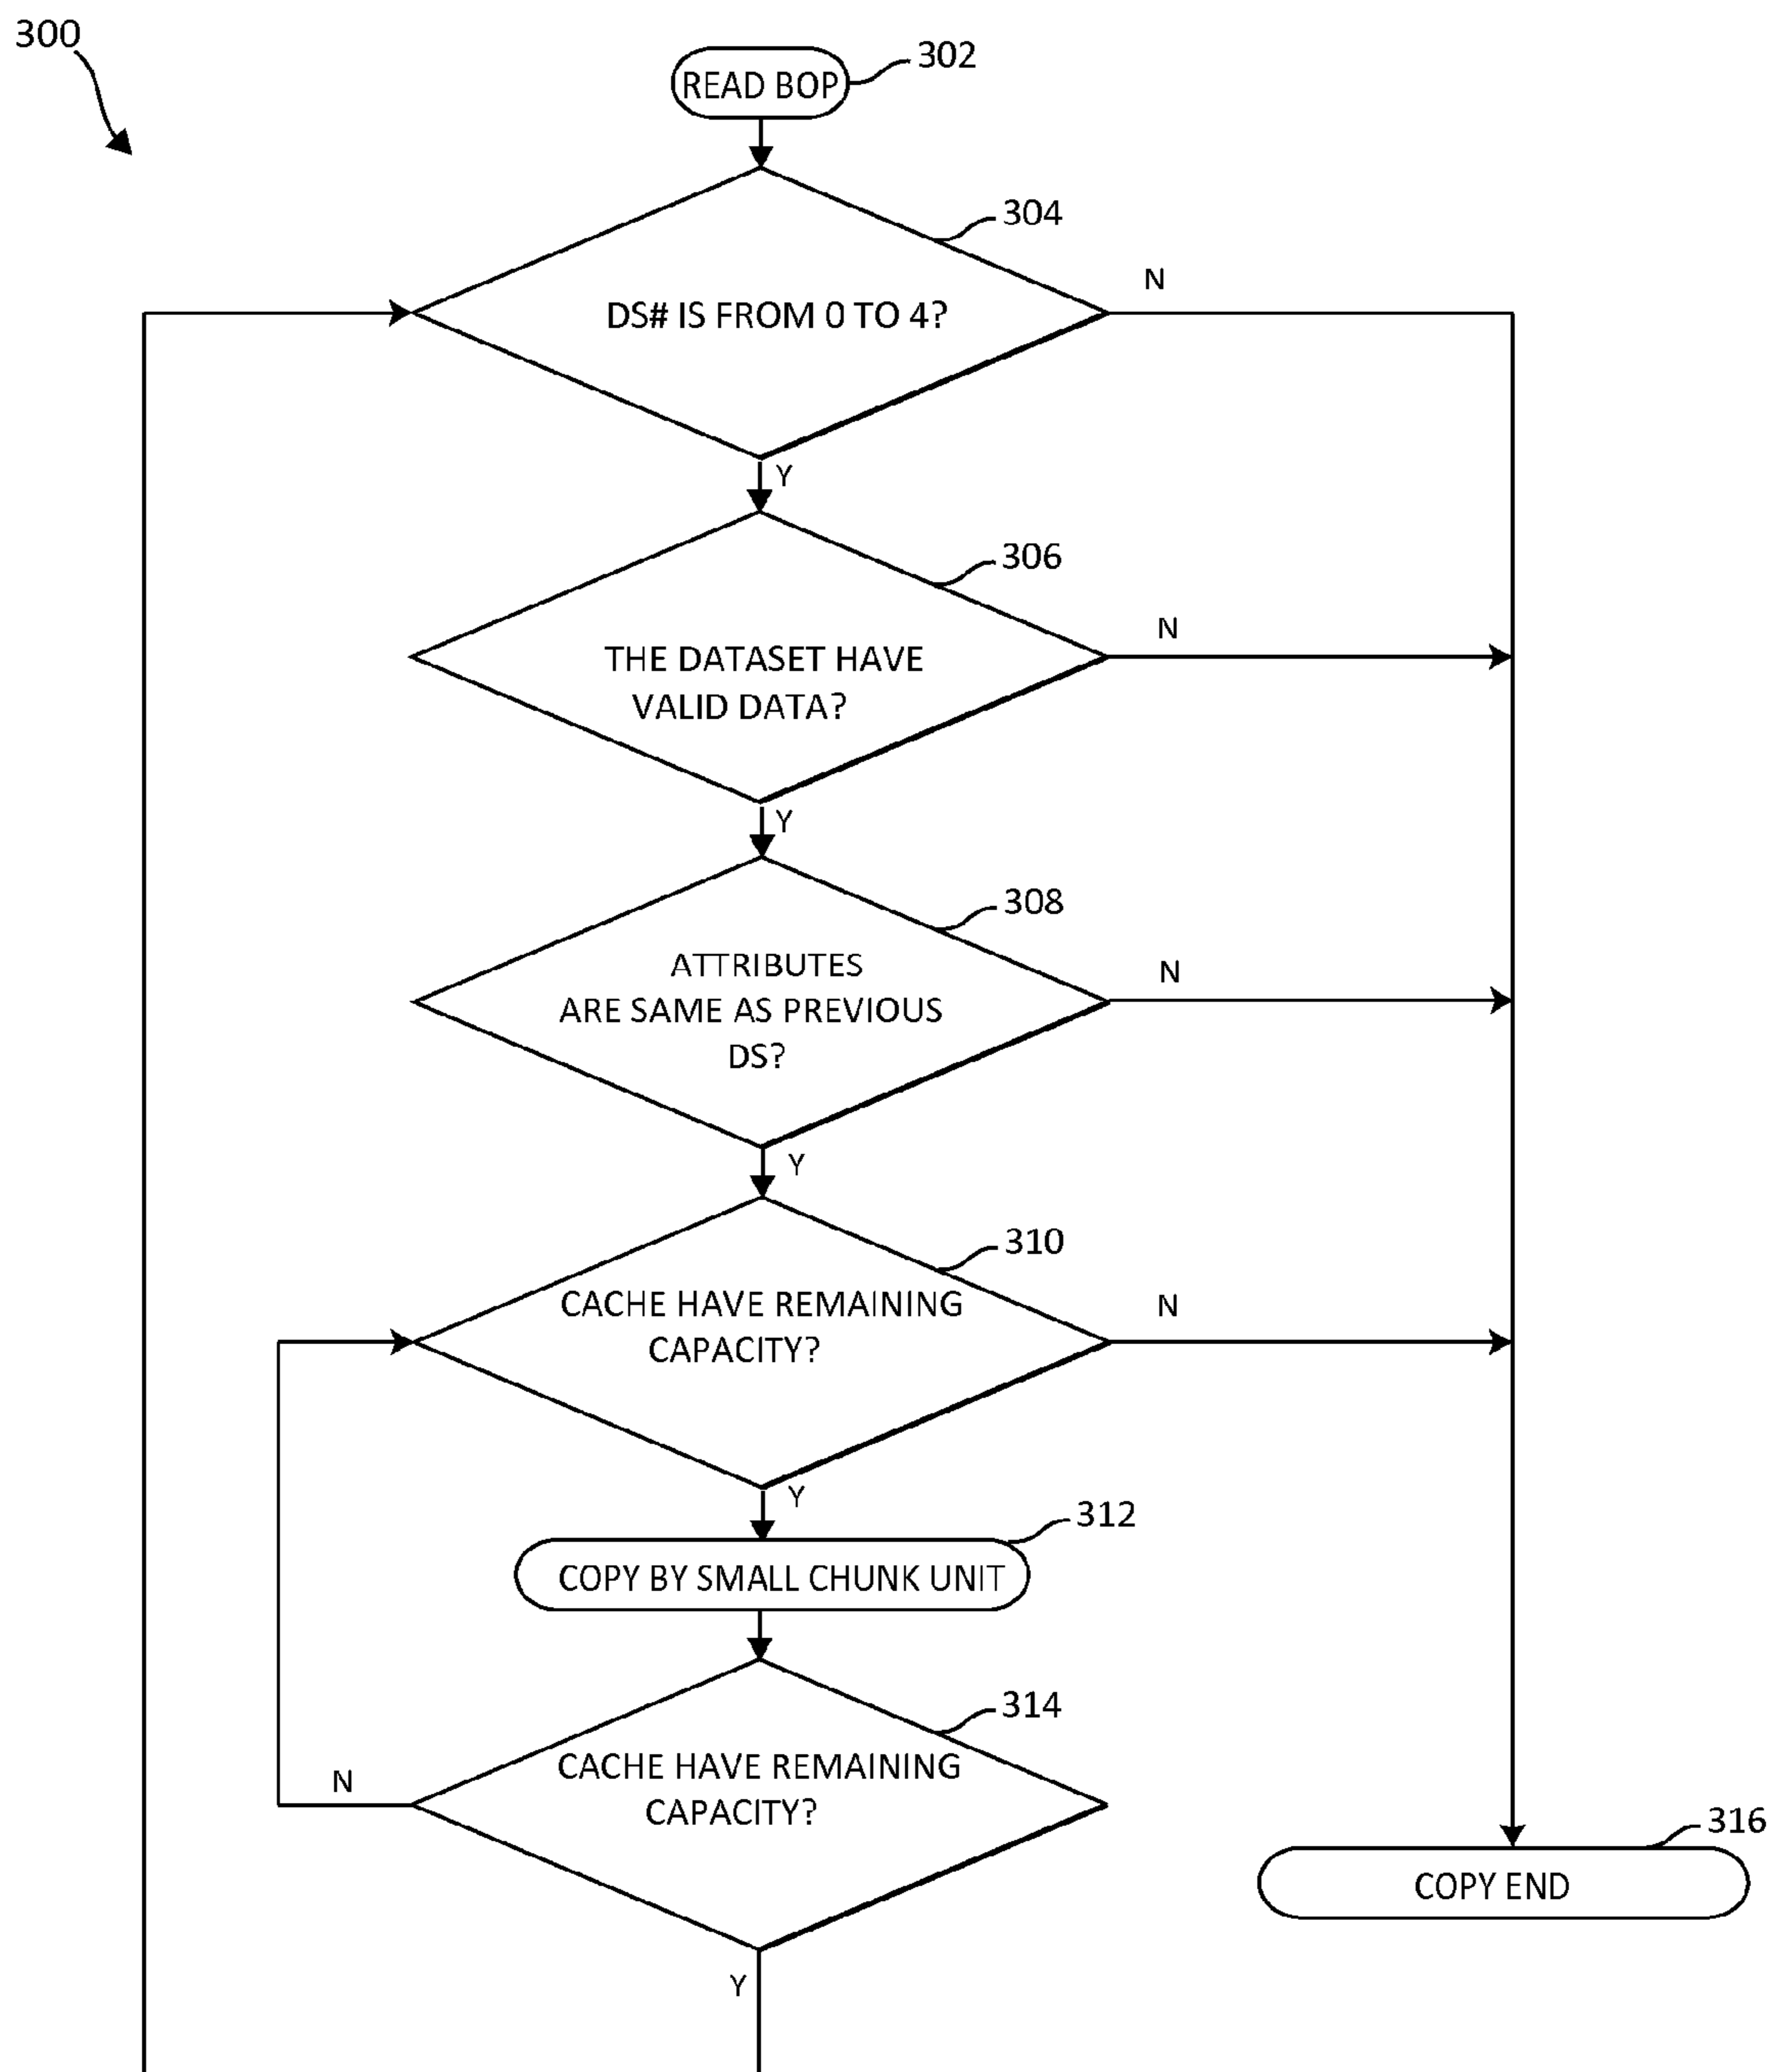 300
READ BOP
302
304
DS# IS FROM 0 TO 4?
N
Y
306
THE DATASET HAVE
VALID DATA?
N
Y
308
ATTRIBUTES
ARE SAME AS PREVIOUS
DS?
N
Y
310
CACHE HAVE REMAINING
CAPACITY?
N
Y
312
COPY BY SMALL CHUNK UNIT
314
CACHE HAVE REMAINING
CAPACITY?
N
Y
316
COPY END